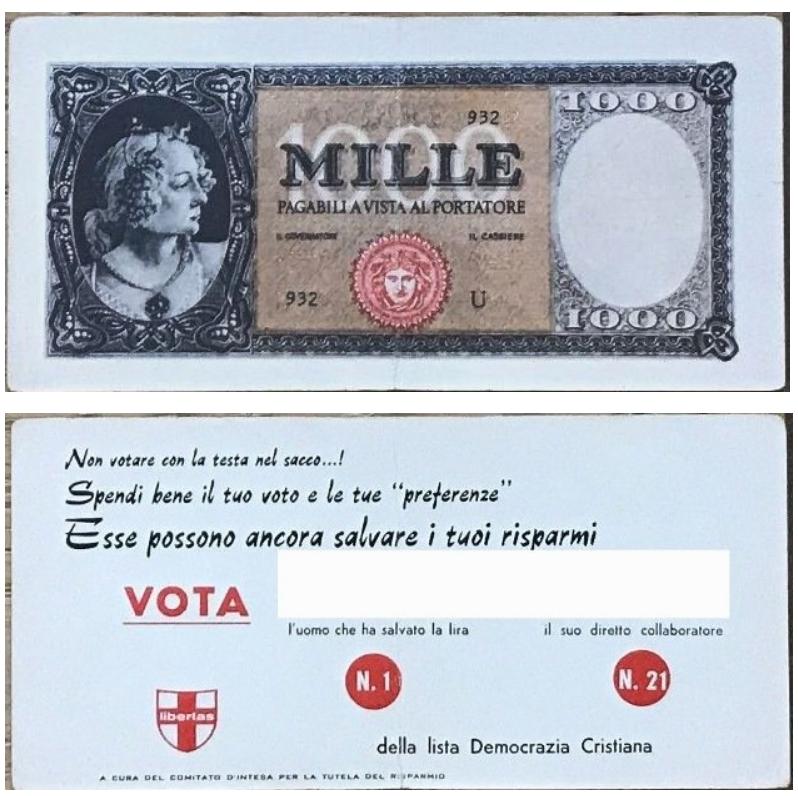 1000
932
1000
MILLE
PAGABILI A VISTA AL PORTATORE
IL GOVERNATORE IL CASSIERE
932 U
1000
Non votare con la testa nel sacco...!
Spendi bene il tuo voto e le tue “preferenze”
Esse possono ancora salvare i tuoi risparmi
VOTA
l'uomo che ha salvato la lira il suo diretto collaboratore
N. 1 N. 21
libertas
della lista Democrazia Cristiana
A CURA DEL COMITATO D'INTESA PER LA TUTELA DEL RISPARMIO